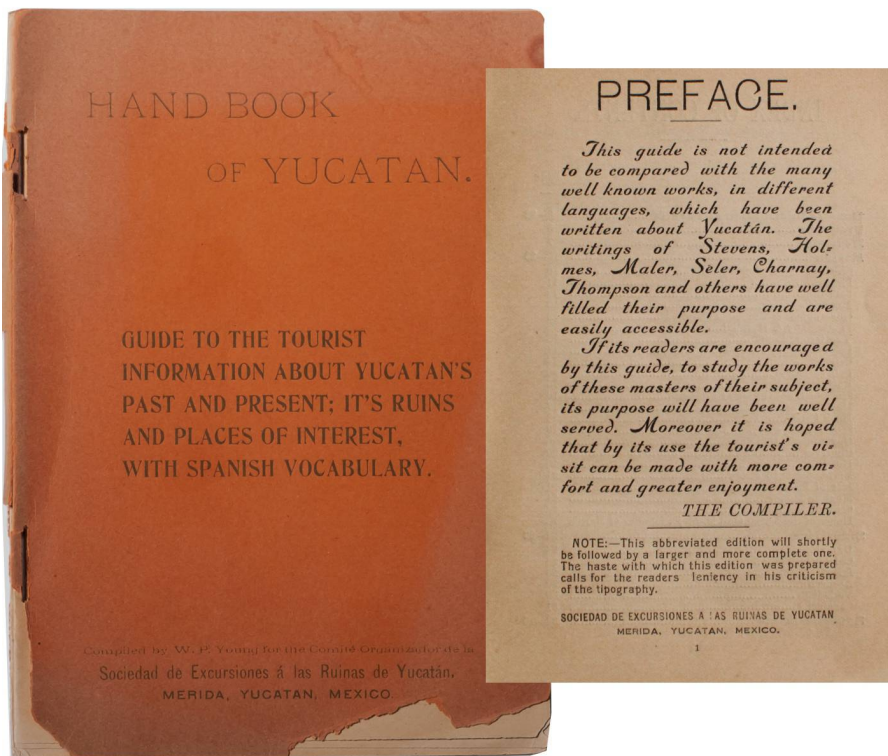 HAND BOOK
OF YUCATAN.
GUIDE TO THE TOURIST
INFORMATION ABOUT YUCATAN'S
PAST AND PRESENT; IT'S RUINS
AND PLACES OF INTEREST,
WITH SPANISH VOCABULARY.
Compiled by W. P. Young for the Comité Organizador de la
Sociedad de Excursiones á las Ruinas de Yucatán.
MERIDA, YUCATAN, MEXICO
PREFACE.
This guide is not intended
to be compared with the many
well known works, in different
languages, which have been
written about Yucatán. The
writings of Stevens, Hol-
mes, Maler, Seler, Charnay,
Thompson and others have well
filled their purpose and are
easily accessible.
If its readers are encouraged
by this guide, to study the works
of these masters of their subject,
its purpose will have been well
served. Moreover it is hoped
that by its use the tourist's vi-
sit can be made with more com-
fort and greater enjoyment.
THE COMPILER.
NOTE:—This abbreviated edition will shortly
be followed by a larger and more complete one.
The haste with which this edition was prepared
calls for the readers leniency in his criticism
of the tipography.
SOCIEDAD DE EXCURSIONES A LAS RUINAS DE YUCATAN
MERIDA, YUCATAN, MEXICO.
1